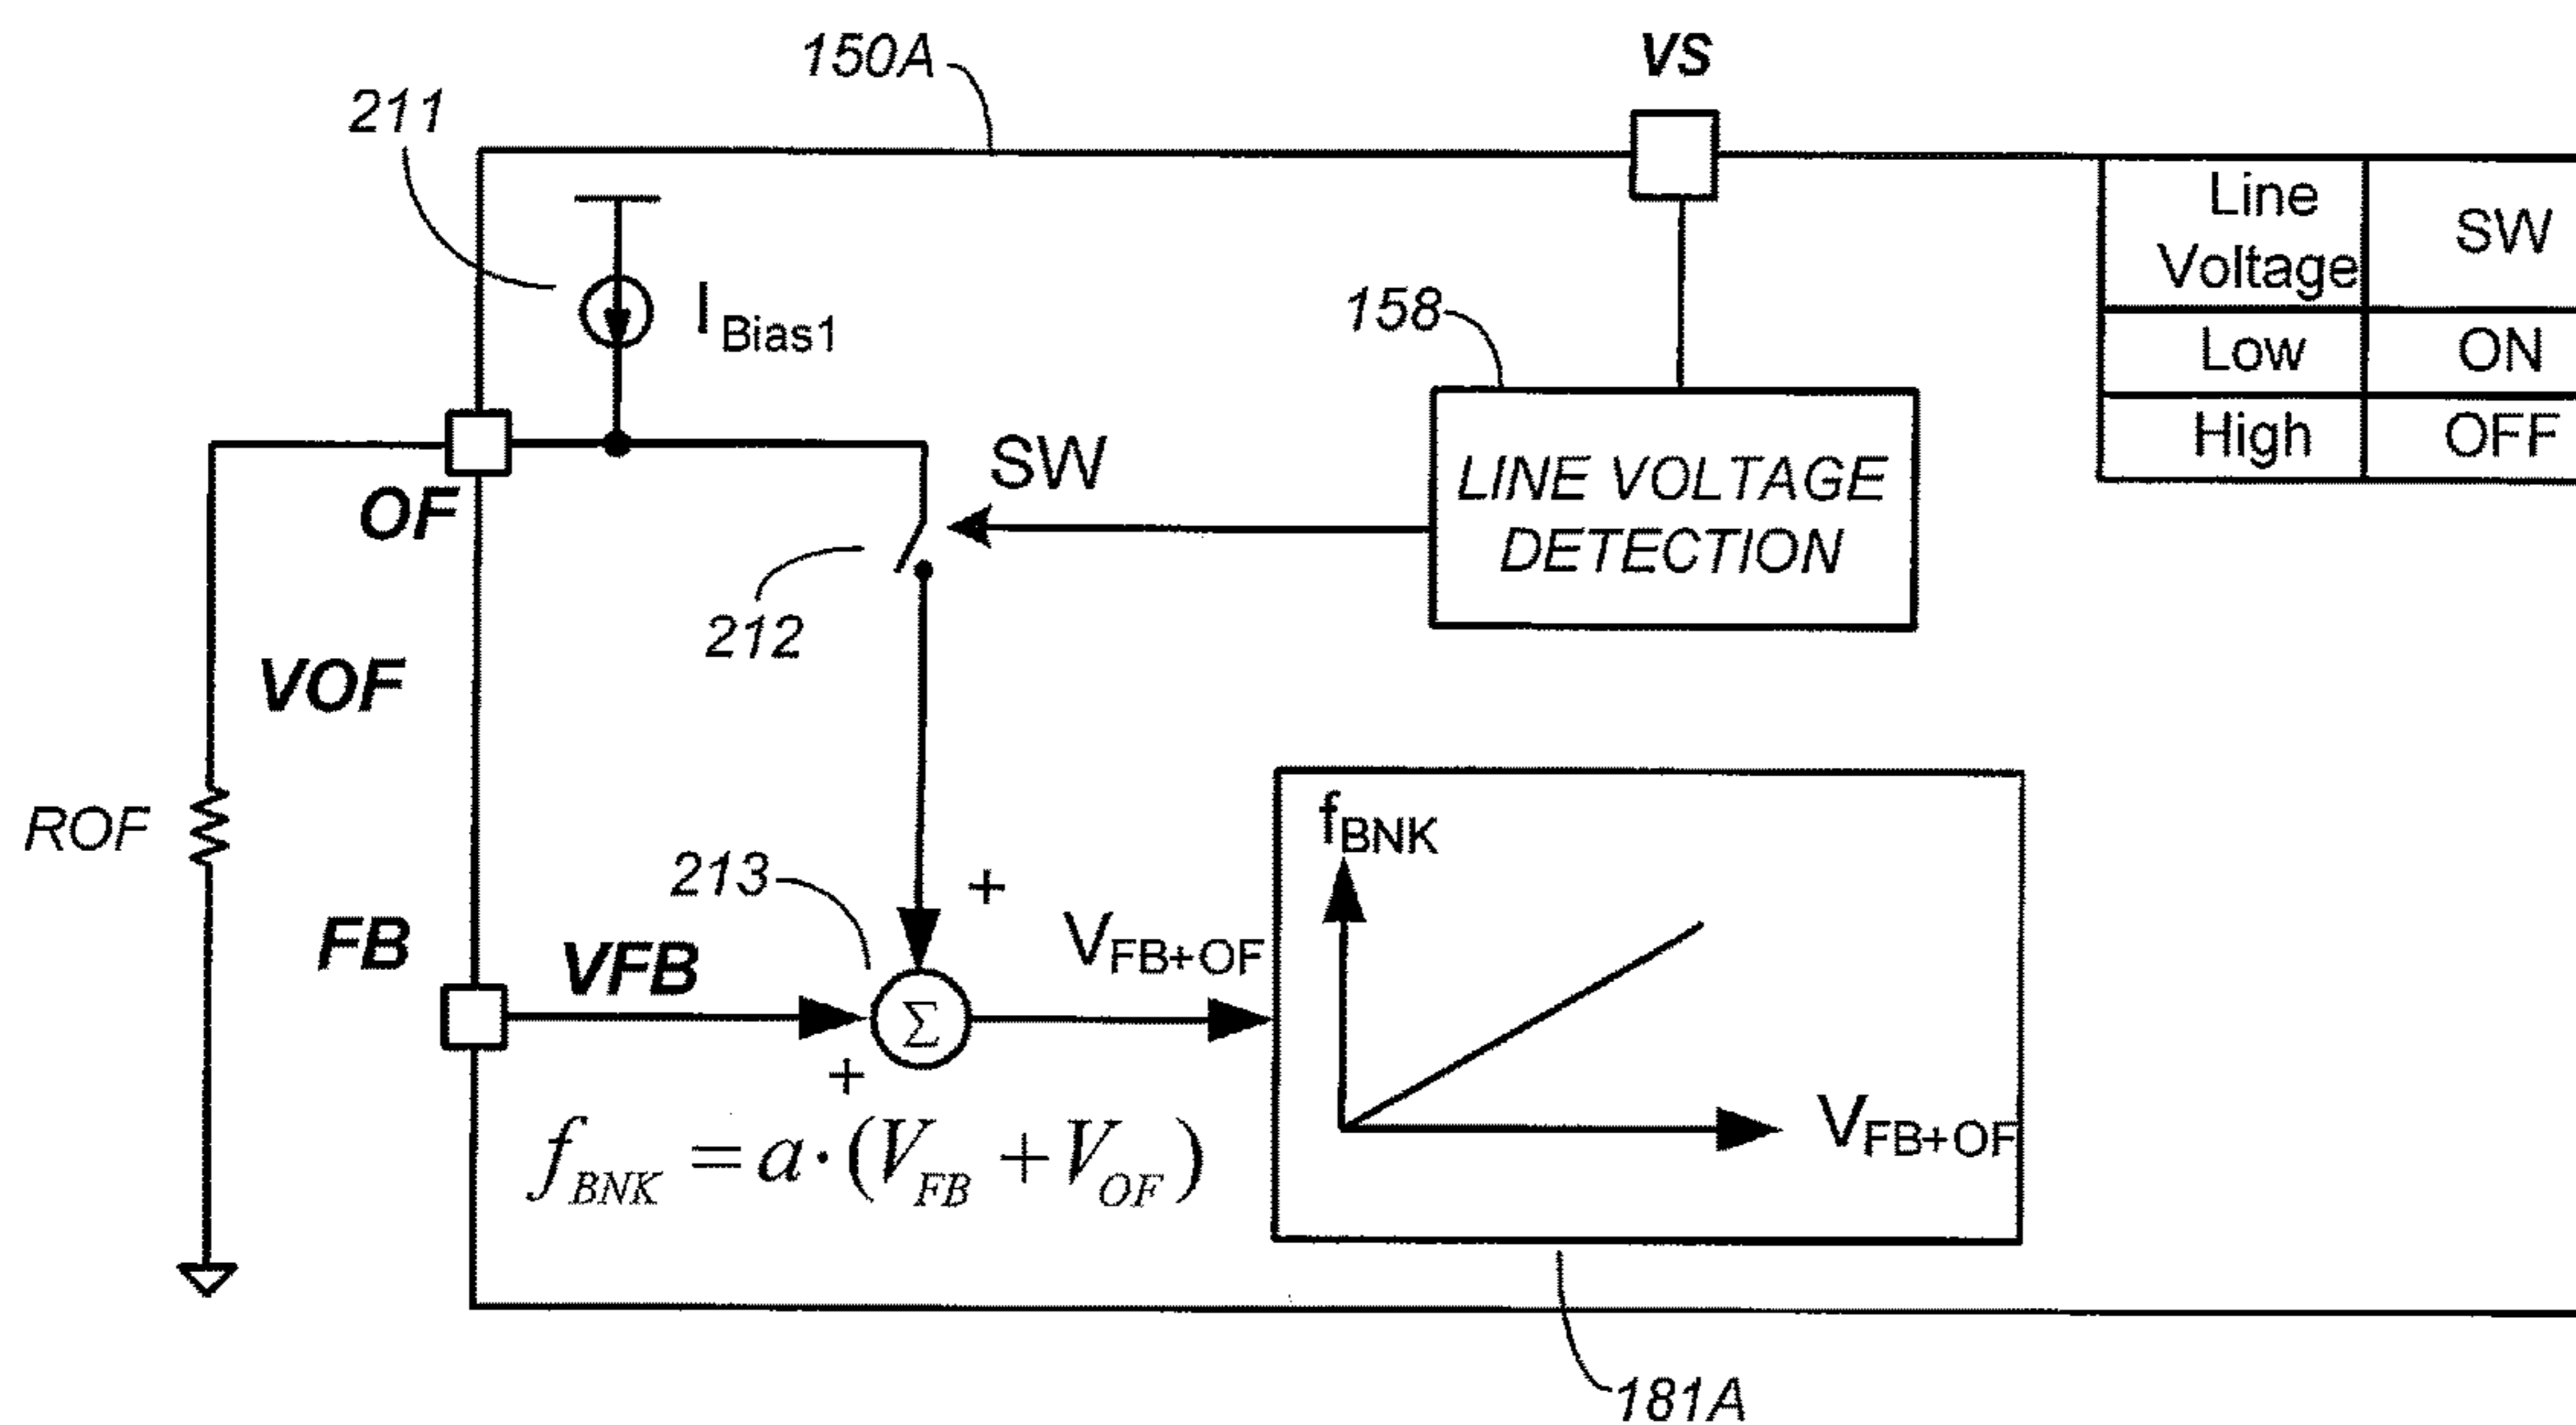 150A
VS
211
Line
Voltage
SW
I Bias1
158
Low
ON
High
OFF
OF
SW
LINE VOLTAGE
DETECTION
212
VOF
ROF
213
+
fBNK
FB
VFB
VFB+OF
Σ
+
VFB+OF
fBNK = a·(VFB + VOF)
181A